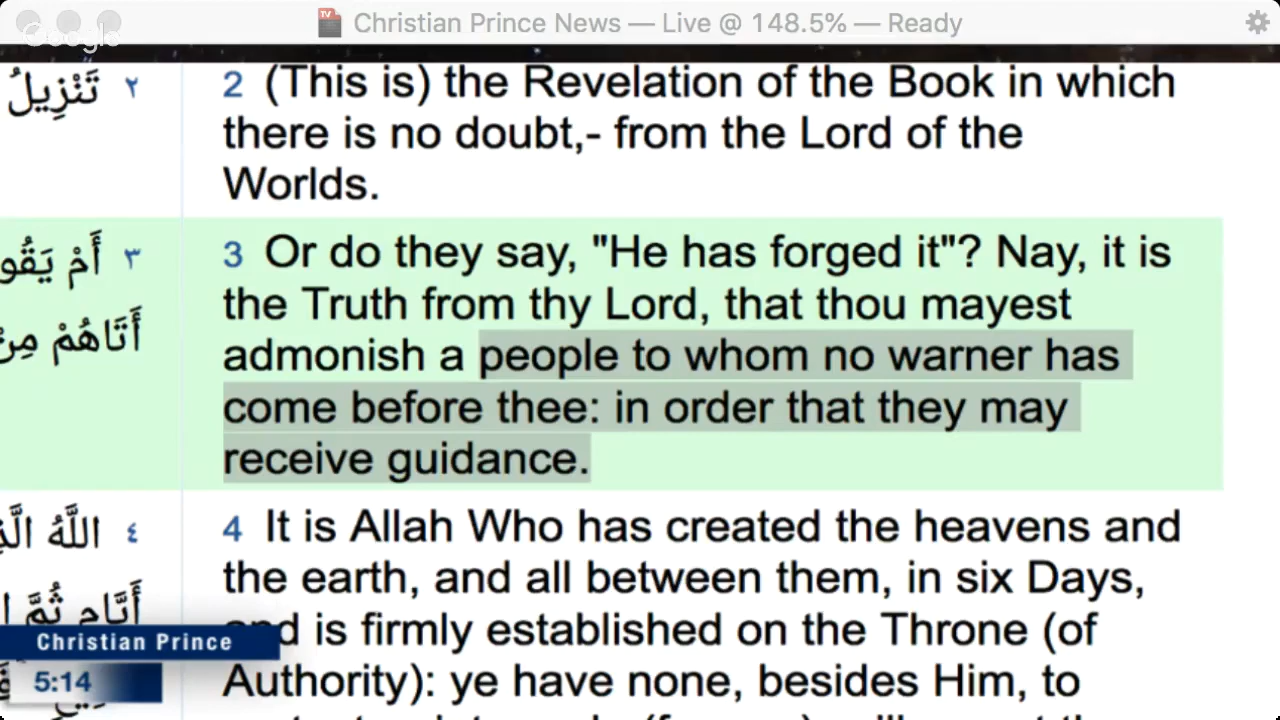 Christian Prince News — Live @ 148.5% — Ready
Google
٢ تَنْزِيلُ
2 (This is) the Revelation of the Book in which
there is no doubt,- from the Lord of the
Worlds.
٣ أَمْ
3 Or do they say, "He has forged it"? Nay, it is
the Truth from thy Lord, that thou mayest
أَتَاهُمْ
admonish a people to whom no warner has
come before thee: in order that they may
receive guidance.
٤ اللَّهُ
4 It is Allah Who has created the heavens and
the earth, and all between them, in six Days,
أَيَّامٍ ثُمَّ
and is firmly established on the Throne (of
Christian Prince
Authority): ye have none, besides Him, to
5:14